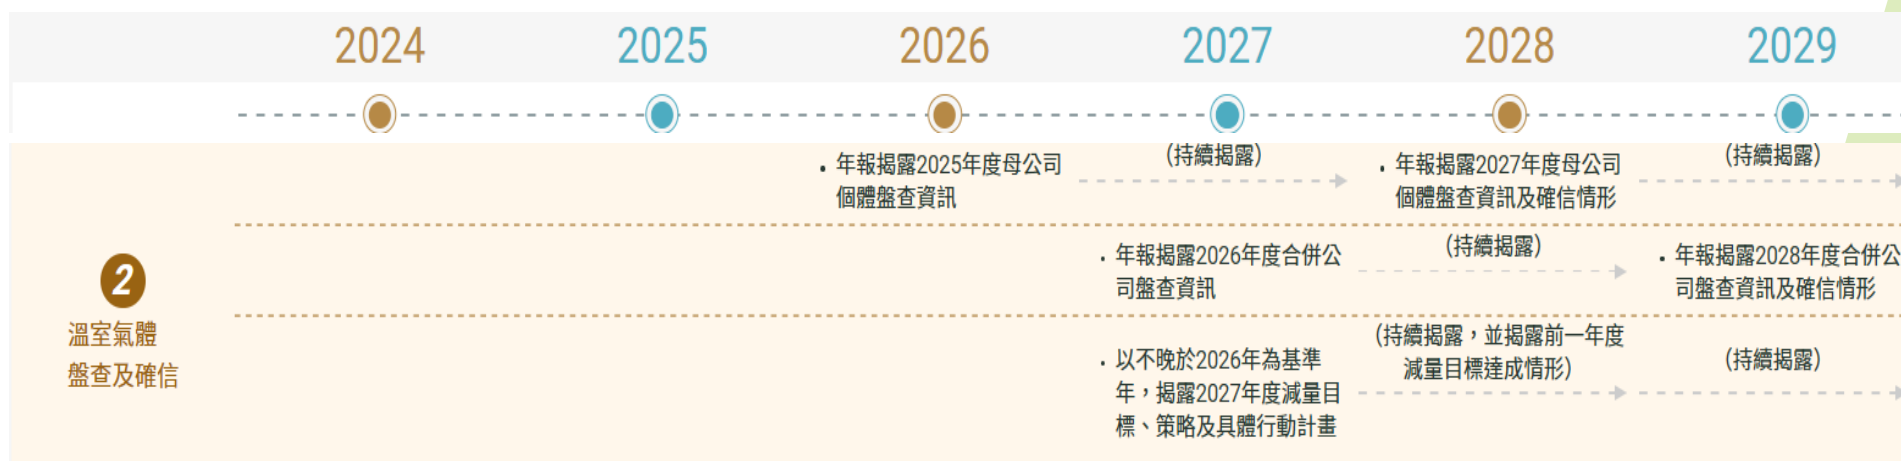 2024
2025
2026
2027
2028
2029
2
溫室氣體
盤查及確信
• 年報揭露2025年度母公司
個體盤查資訊
(持續揭露)
• 年報揭露2027年度母公司
個體盤查資訊及確信情形
(持續揭露)
• 年報揭露2026年度合併公
司盤查資訊
(持續揭露)
• 年報揭露2028年度合併公
司盤查資訊及確信情形
• 以不晚於2026年為基準
年，揭露2027年度減量目
標、策略及具體行動計畫
(持續揭露，並揭露前一年度
減量目標達成情形)
(持續揭露)